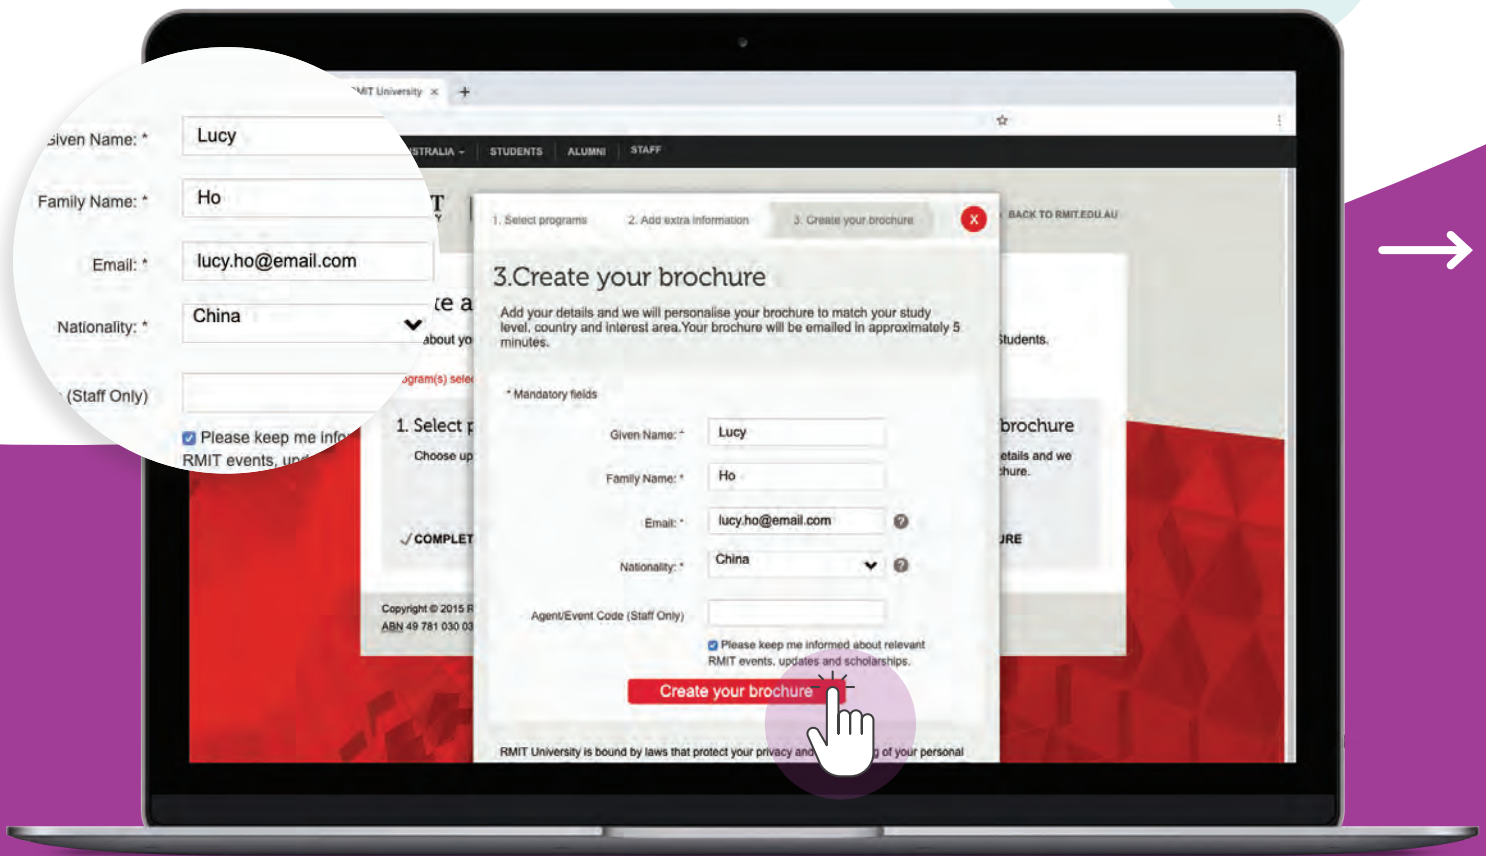 Given Name: *
Lucy
Family Name: *
Ho
Email: *
lucy.ho@email.com
Nationality: *
China
(Staff Only)
Please keep me
RMIT events,
RMIT University × +
STUDENTS ALUMNI STAFF
BACK TO RMIT.EDU.AU
1. Select programs 2. Add extra information 3. Create your brochure X
3.Create your brochure
Add your details and we will personalise your brochure to match your study
level, country and interest area.Your brochure will be emailed in approximately 5
minutes.
* Mandatory fields
Given Name: *
Lucy
Family Name: *
Ho
Email: *
lucy.ho@email.com
?
Nationality: *
China
?
Agent/Event Code (Staff Only)
Please keep me informed about relevant
RMIT events, updates and scholarships.
Create your brochure
RMIT University is bound by laws that protect your privacy and of your personal
about
students.
1. Select
brochure
Choose up
details and we
Copyright © 2015
ABN 49 781 030 03